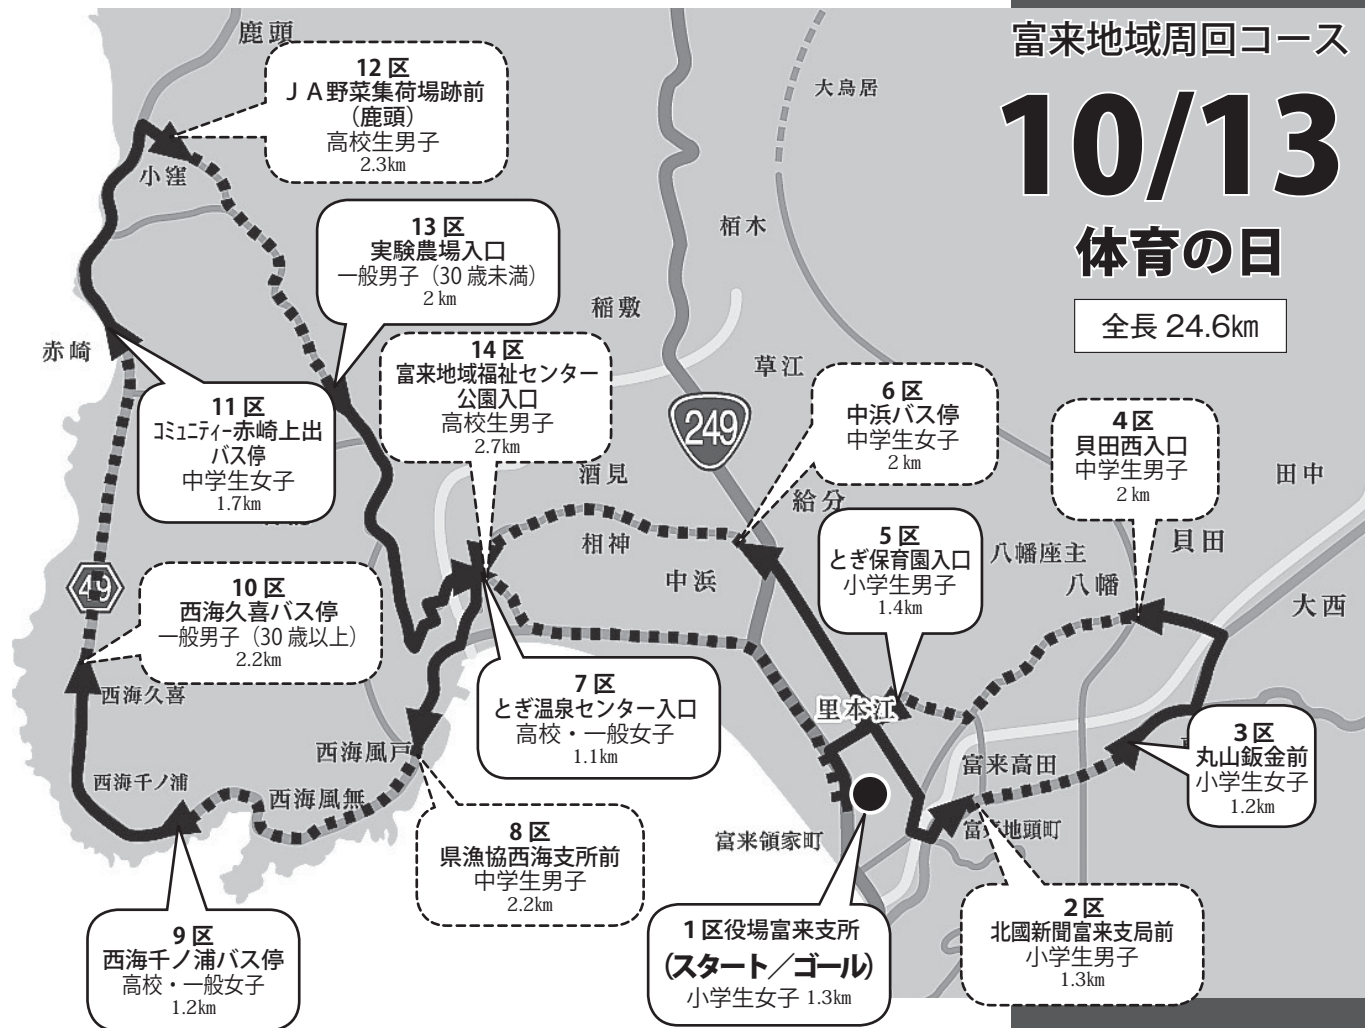 富来地域周回コース
10/13
体育の日
全長 24.6㎞
鹿頭
12 区
ＪＡ野菜集荷場跡前
（鹿頭）
高校生男子
2.3㎞
大鳥居
小窪
栢木
13 区
実験農場入口
一般男子（30 歳未満）
2 ㎞
稲敷
赤崎
14 区
富来地域福祉センター
公園入口
高校生男子
2.7㎞
草江
6 区
中浜バス停
中学生女子
2 ㎞
4 区
貝田西入口
中学生男子
2 ㎞
11 区
ｺﾐｭﾆﾃｨｰ赤崎上出
バス停
中学生女子
1.7㎞
249
酒見
田中
給分
相神
中浜
5 区
とぎ保育園入口
小学生男子
1.4㎞
八幡座主
貝田
八幡
大西
49
10 区
西海久喜バス停
一般男子（30 歳以上）
2.2㎞
西海久喜
7 区
とぎ温泉センター入口
高校・一般女子
1.1㎞
里本江
3 区
丸山鈑金前
小学生女子
1.2㎞
西海風戸
西海千ノ浦
西海風無
富来高田
富来地頭町
富来領家町
8 区
県漁協西海支所前
中学生男子
2.2㎞
9 区
西海千ノ浦バス停
高校・一般女子
1.2㎞
1 区役場富来支所
（スタート／ゴール）
小学生女子 1.3㎞
2 区
北國新聞富来支局前
小学生男子
1.3㎞